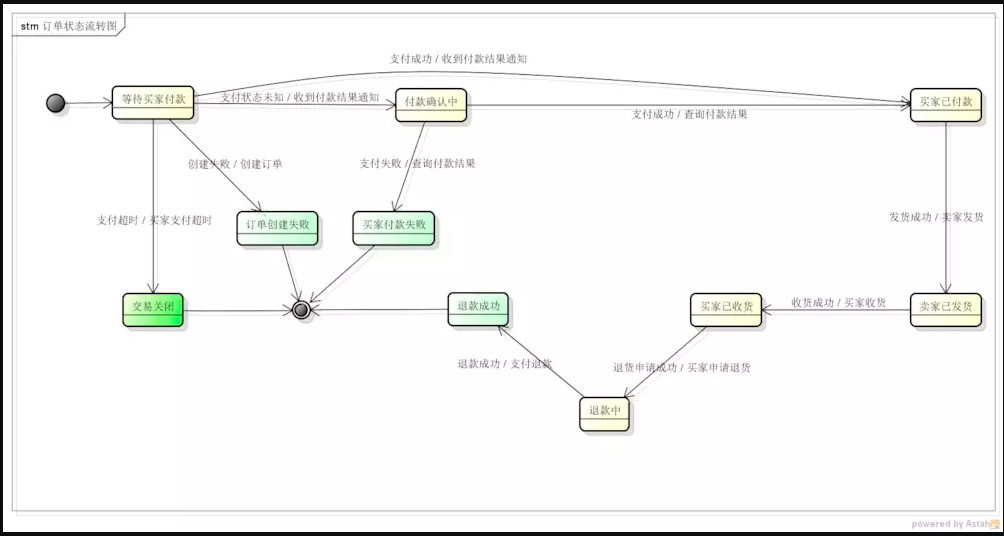 stm 订单状态流转图
支付成功 / 收到付款结果通知
等待买家付款
支付状态未知 / 收到付款结果通知
付款确认中
买家已付款
支付成功 / 查询付款结果
创建失败 / 创建订单
支付失败 / 查询付款结果
支付超时 / 买家支付超时
订单创建失败
买家付款失败
发货成功 / 卖家发货
交易关闭
退款成功
买家已收货
收货成功 / 买家收货
卖家已发货
退款成功 / 支付退款
退货申请成功 / 买家申请退货
退款中
powered by Astah